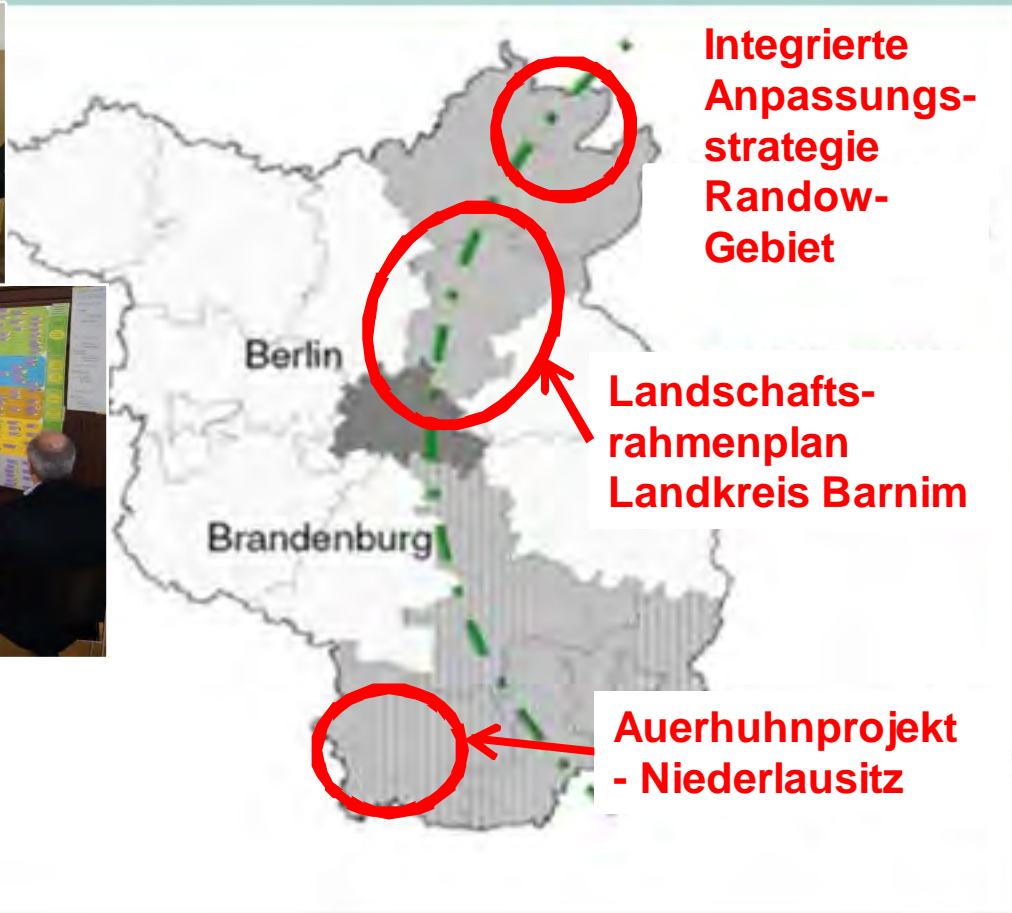 Integrierte
Anpassungs-
strategie
Randow-
Gebiet
Berlin
Landschafts-
rahmenplan
Landkreis Barnim
Brandenburg
Auerhuhnprojekt
- Niederlausitz